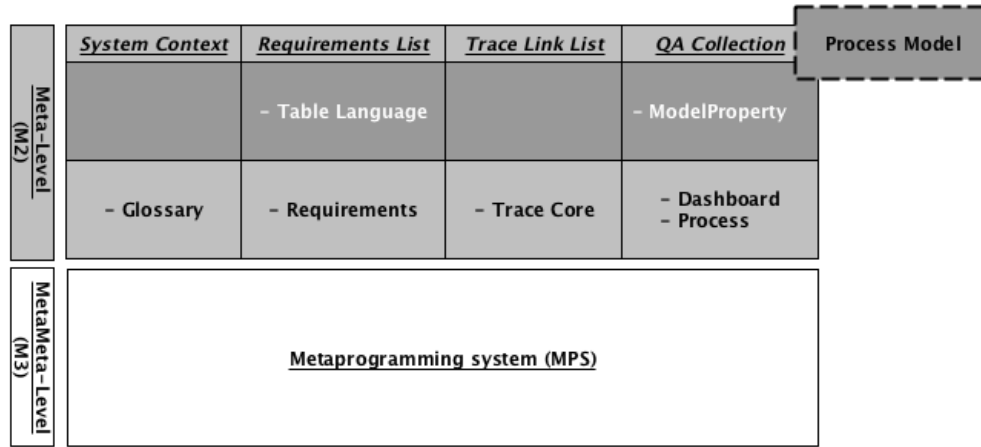 System Context
Requirements List
Trace Link List
QA Collection
Process Model
Meta-Level
(M2)
- Table Language
- ModelProperty
- Glossary
- Requirements
- Trace Core
- Dashboard
- Process
MetaMeta-Level
(M3)
Metaprogramming system (MPS)